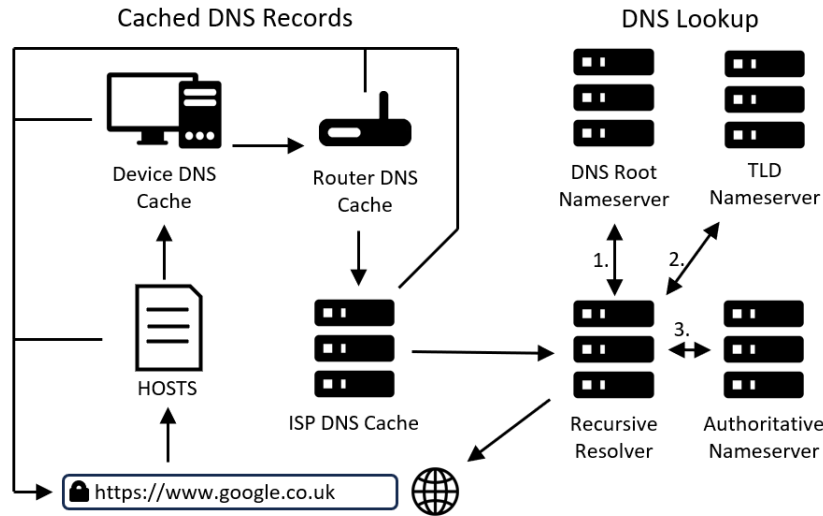 Cached DNS Records
DNS Lookup
Device DNS
Cache
Router DNS
Cache
DNS Root
Nameserver
TLD
Nameserver
1.
2.
3.
HOSTS
ISP DNS Cache
Recursive
Resolver
Authoritative
Nameserver
https://www.google.co.uk